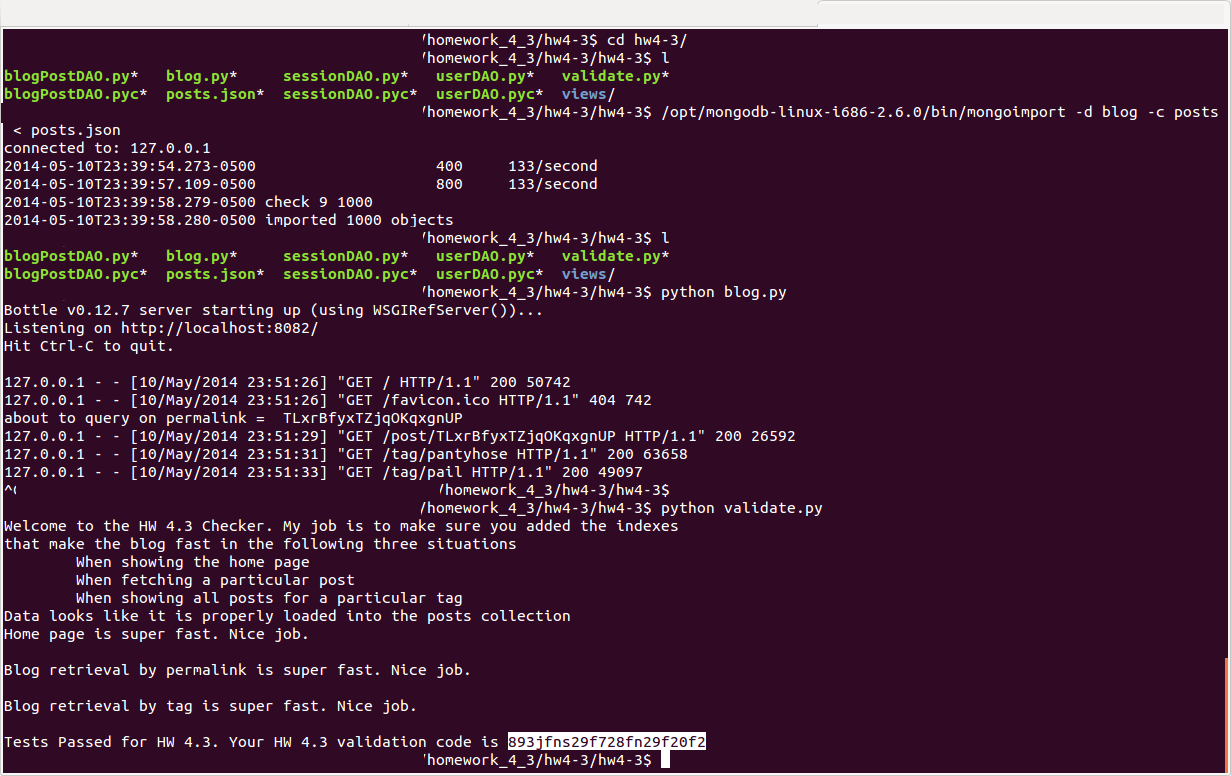 /homework_4_3/hw4-3$ cd hw4-3/
/homework_4_3/hw4-3/hw4-3$ l
blogPostDAO.py* blog.py* sessionDAO.py* userDAO.py* validate.py*
blogPostDAO.pyc* posts.json* sessionDAO.pyc* userDAO.pyc* views/
/homework_4_3/hw4-3/hw4-3$ /opt/mongodb-linux-i686-2.6.0/bin/mongoimport -d blog -c posts
< posts.json
connected to: 127.0.0.1
2014-05-10T23:39:54.273-0500 400 133/second
2014-05-10T23:39:57.109-0500 800 133/second
2014-05-10T23:39:58.279-0500 check 9 1000
2014-05-10T23:39:58.280-0500 imported 1000 objects
/homework_4_3/hw4-3/hw4-3$ l
blogPostDAO.py* blog.py* sessionDAO.py* userDAO.py* validate.py*
blogPostDAO.pyc* posts.json* sessionDAO.pyc* userDAO.pyc* views/
/homework_4_3/hw4-3/hw4-3$ python blog.py
Bottle v0.12.7 server starting up (using WSGIRefServer())...
Listening on http://localhost:8082/
Hit Ctrl-C to quit.
127.0.0.1 - - [10/May/2014 23:51:26] "GET / HTTP/1.1" 200 50742
127.0.0.1 - - [10/May/2014 23:51:26] "GET /favicon.ico HTTP/1.1" 404 742
about to query on permalink =  TLxrBfyxTZjqOKqxgnUP
127.0.0.1 - - [10/May/2014 23:51:29] "GET /post/TLxrBfyxTZjqOKqxgnUP HTTP/1.1" 200 26592
127.0.0.1 - - [10/May/2014 23:51:31] "GET /tag/pantyhose HTTP/1.1" 200 63658
127.0.0.1 - - [10/May/2014 23:51:33] "GET /tag/pail HTTP/1.1" 200 49097
/homework_4_3/hw4-3/hw4-3$
/homework_4_3/hw4-3/hw4-3$ python validate.py
Welcome to the HW 4.3 Checker. My job is to make sure you added the indexes
that make the blog fast in the following three situations
When showing the home page
When fetching a particular post
When showing all posts for a particular tag
Data looks like it is properly loaded into the posts collection
Home page is super fast. Nice job.
Blog retrieval by permalink is super fast. Nice job.
Blog retrieval by tag is super fast. Nice job.
Tests Passed for HW 4.3. Your HW 4.3 validation code is 893jfns29f728fn29f20f2
/homework_4_3/hw4-3/hw4-3$